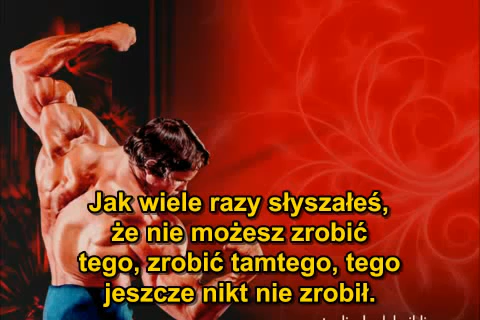 Jak wiele razy słyszałeś,
że nie możesz zrobić
tego, zrobić tamtego, tego
jeszcze nikt nie zrobił.